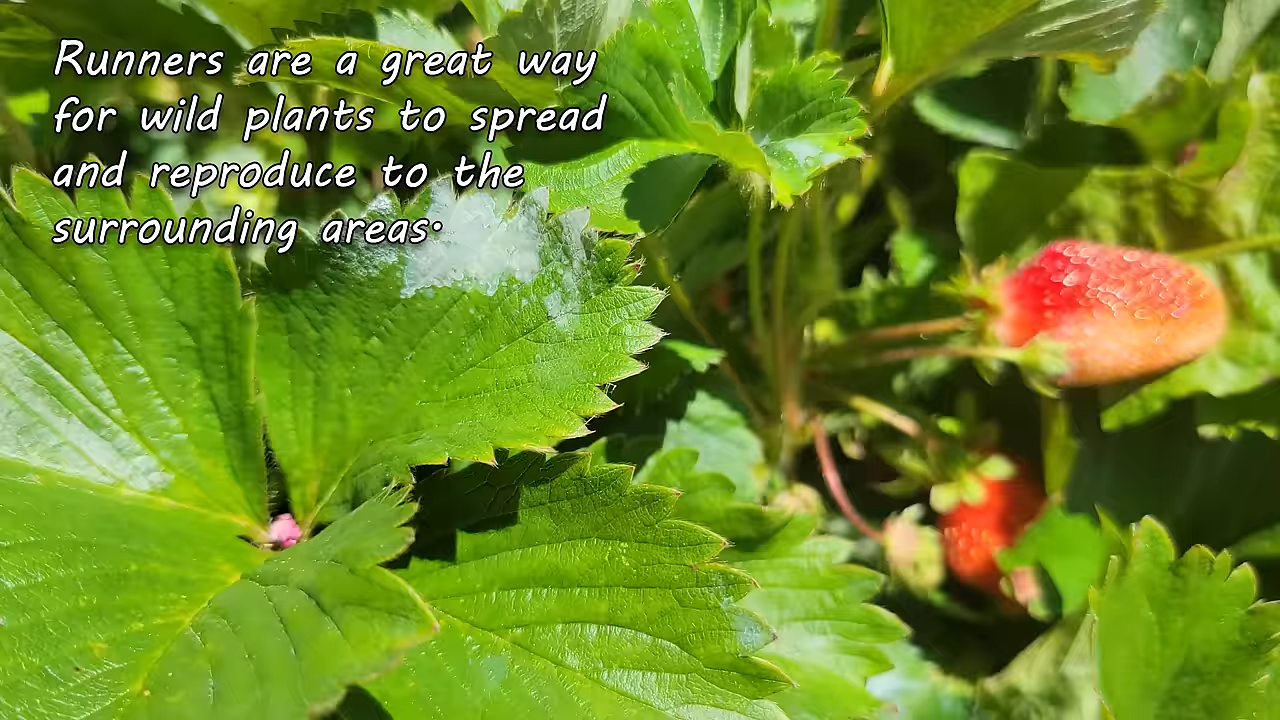 Runners are a great way
for wild plants to spread
and reproduce to the
surrounding areas.